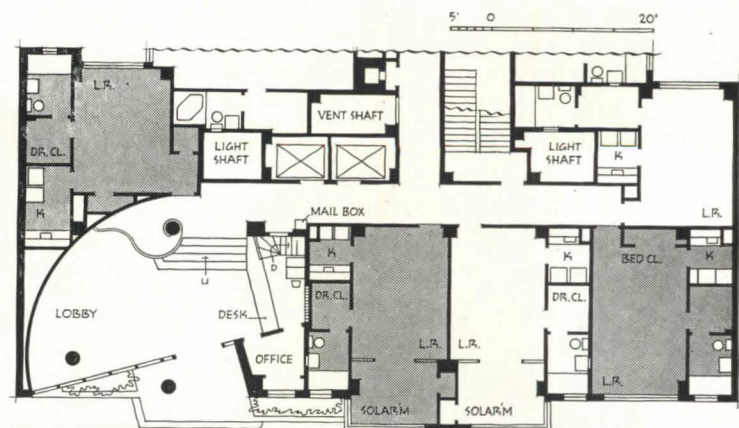 5' 0 20'
L.R.
VENT SHAFT
LIGHT
SHAFT
LIGHT
SHAFT
DR. CL.
K
K
L.R.
MAIL BOX
D
K
K
BED CL.
K
U
DR. CL.
DR. CL.
LOBBY
DESK
OFFICE
L.R.
L.R.
L.R.
SOLAR'M
SOLAR'M